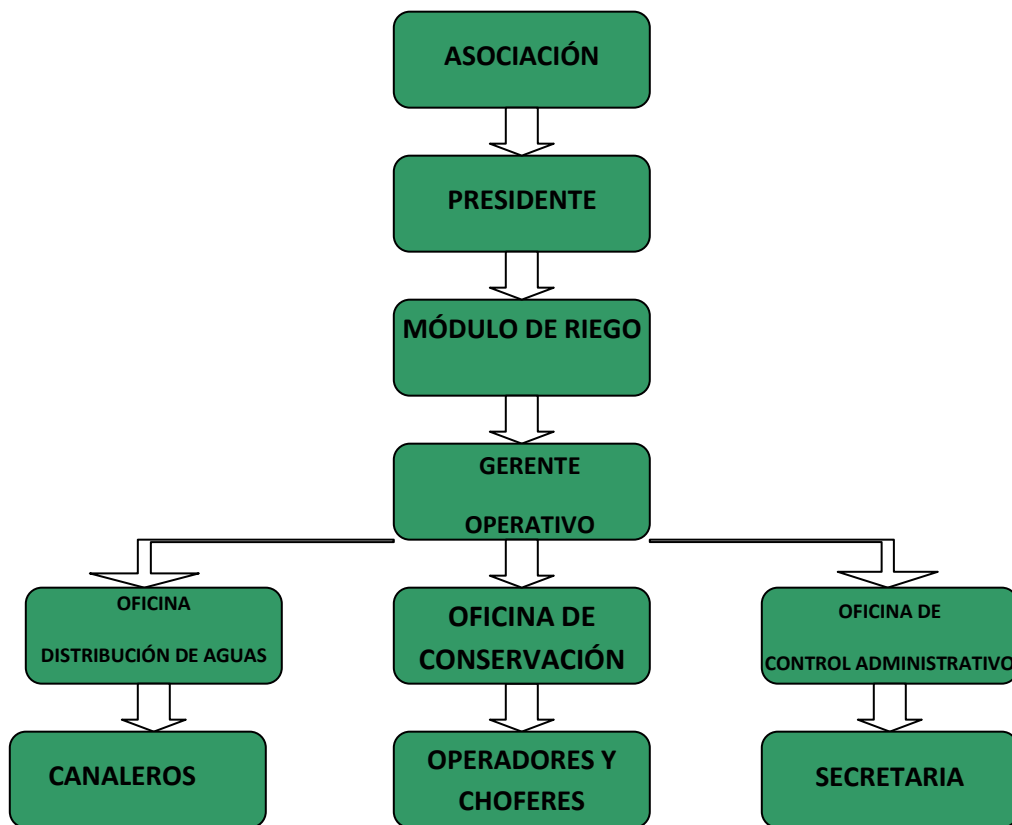 ASOCIACIÓN
PRESIDENTE
MÓDULO DE RIEGO
GERENTE
OPERATIVO
OFICINA
DISTRIBUCIÓN DE AGUAS
OFICINA DE
CONSERVACIÓN
OFICINA DE
CONTROL ADMINISTRATIVO
CANALEROS
OPERADORES Y
CHOFERES
SECRETARIA